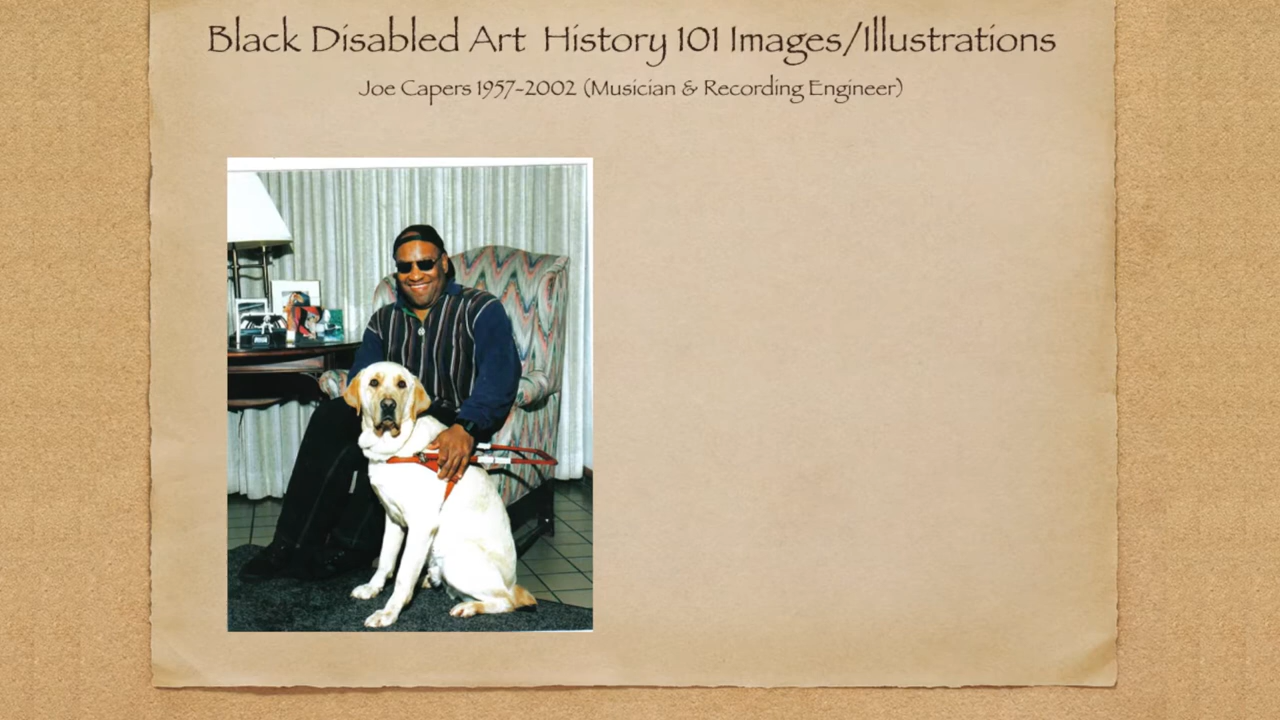 Black Disabled Art History 101 Images/Illustrations
Joe Capers 1957-2002 (Musician & Recording Engineer)